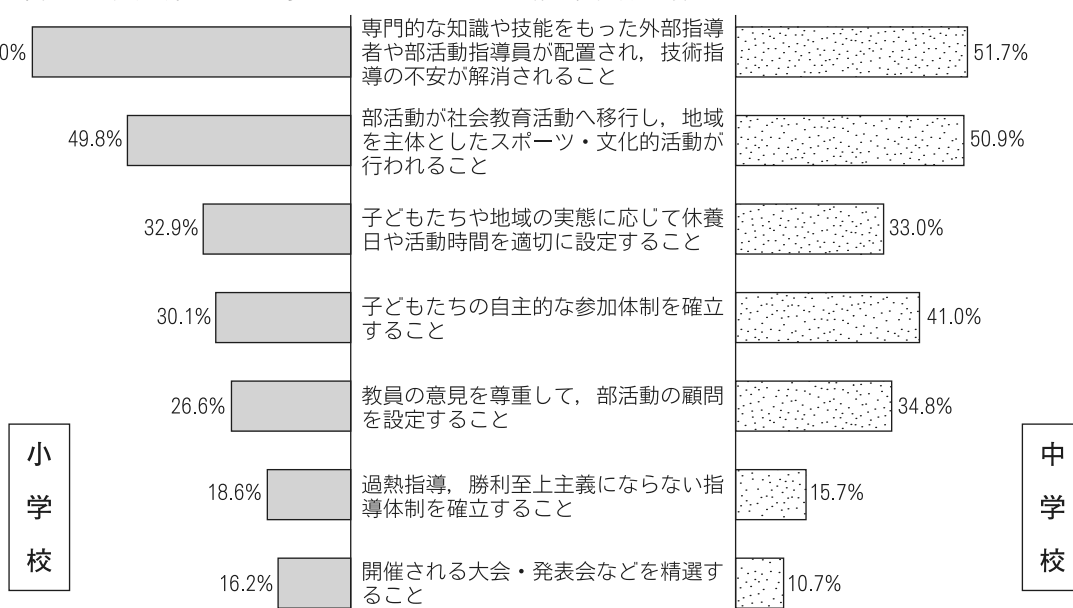 専門的な知識や技能をもった外部指導
者や部活動指導員が配置され，技術指
導の不安が解消されること
51.7%
49.8%
部活動が社会教育活動へ移行し，地域
を主体としたスポーツ・文化的活動が
行われること
50.9%
32.9%
子どもたちや地域の実態に応じて休養
日や活動時間を適切に設定すること
33.0%
30.1%
子どもたちの自主的な参加体制を確立
すること
41.0%
26.6%
教員の意見を尊重して，部活動の顧問
を設定すること
34.8%
小学校
中学校
18.6%
過熱指導，勝利至上主義にならない指
導体制を確立すること
15.7%
16.2%
開催される大会・発表会などを精選す
ること
10.7%